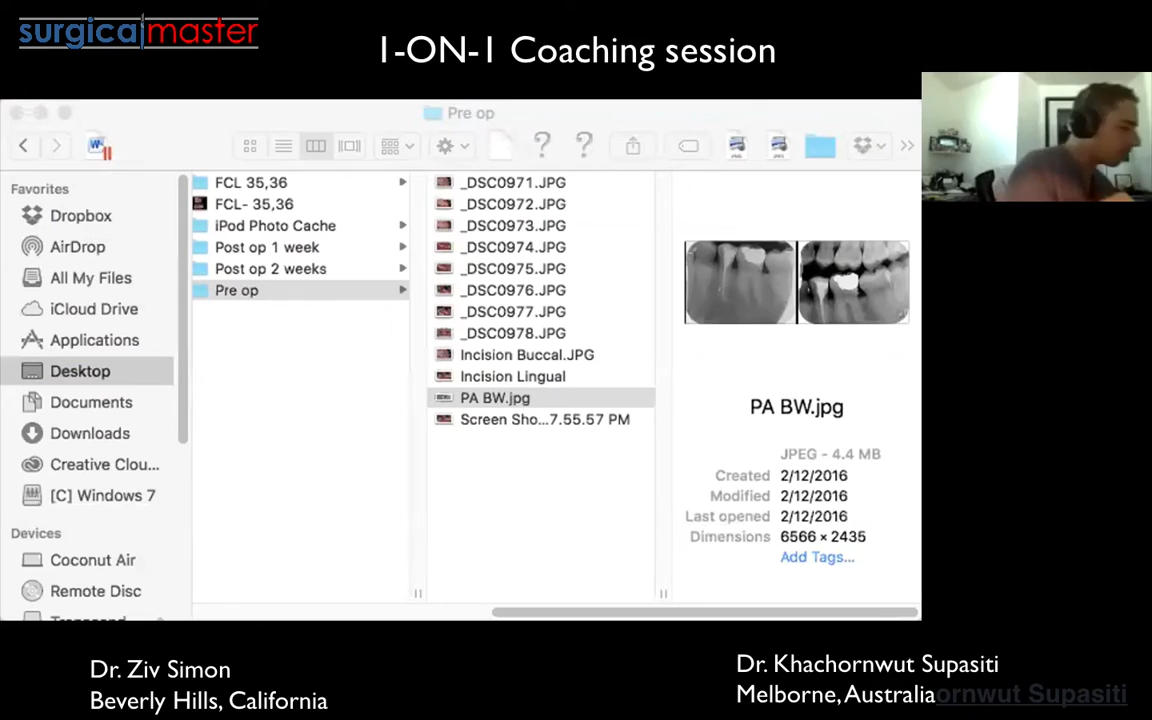 surgical master
1-ON-1 Coaching session
Pre op
W
? ?
Favorites
Dropbox
AirDrop
All My Files
iCloud Drive
Applications
Desktop
Documents
Downloads
Creative Clou...
[C] Windows 7
Devices
Coconut Air
Remote Disc
FCL 35,36
FCL- 35,36
iPod Photo Cache
Post op 1 week
Post op 2 weeks
Pre op
_DSC0971.JPG
_DSC0972.JPG
_DSC0973.JPG
_DSC0974.JPG
_DSC0975.JPG
_DSC0976.JPG
_DSC0977.JPG
_DSC0978.JPG
Incision Buccal.JPG
Incision Lingual
PA BW.jpg
Screen Sho...7.55.57 PM
PA BW.jpg
JPEG - 4.4 MB
Created 2/12/2016
Modified 2/12/2016
Last opened 2/12/2016
Dimensions 6566 × 2435
Add Tags...
Dr. Ziv Simon
Beverly Hills, California
Dr. Khachornwut Supasiti
Melborne, Australia
ornwut Supasiti